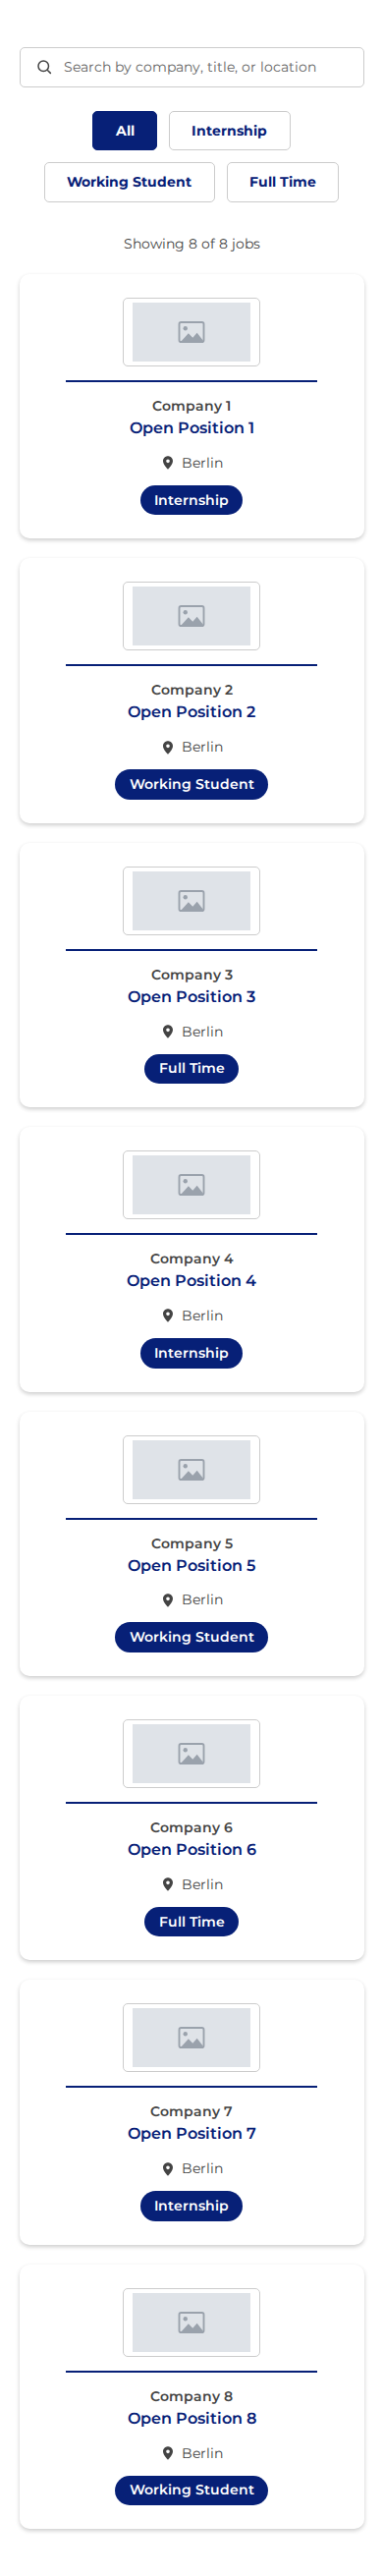 Search by company, title, or location
All
Internship
Working Student
Full Time
Showing 8 of 8 jobs
Company 1
Open Position 1
Berlin
Internship
Company 2
Open Position 2
Berlin
Working Student
Company 3
Open Position 3
Berlin
Full Time
Company 4
Open Position 4
Berlin
Internship
Company 5
Open Position 5
Berlin
Working Student
Company 6
Open Position 6
Berlin
Full Time
Company 7
Open Position 7
Berlin
Internship
Company 8
Open Position 8
Berlin
Working Student